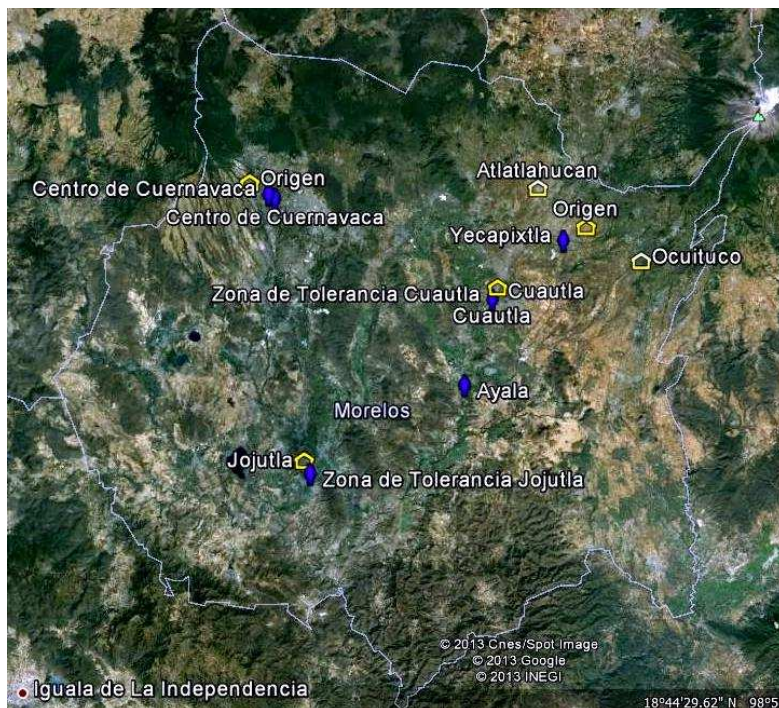 Atlatlahucan
Origen
Centro de Cuernavaca
Centro de Cuernavaca
Origen
Yecapixtla
Ocuituco
Zona de Tolerancia Cuautla
Cuautla
Cuautla
Ayala
Morelos
Jojutla
Zona de Tolerancia Jojutla
© 2013 Cnes/Spot Image
© 2013 Google
© 2013 INEGI
Iguala de La Independencia
18°44'29.62" N 98°5